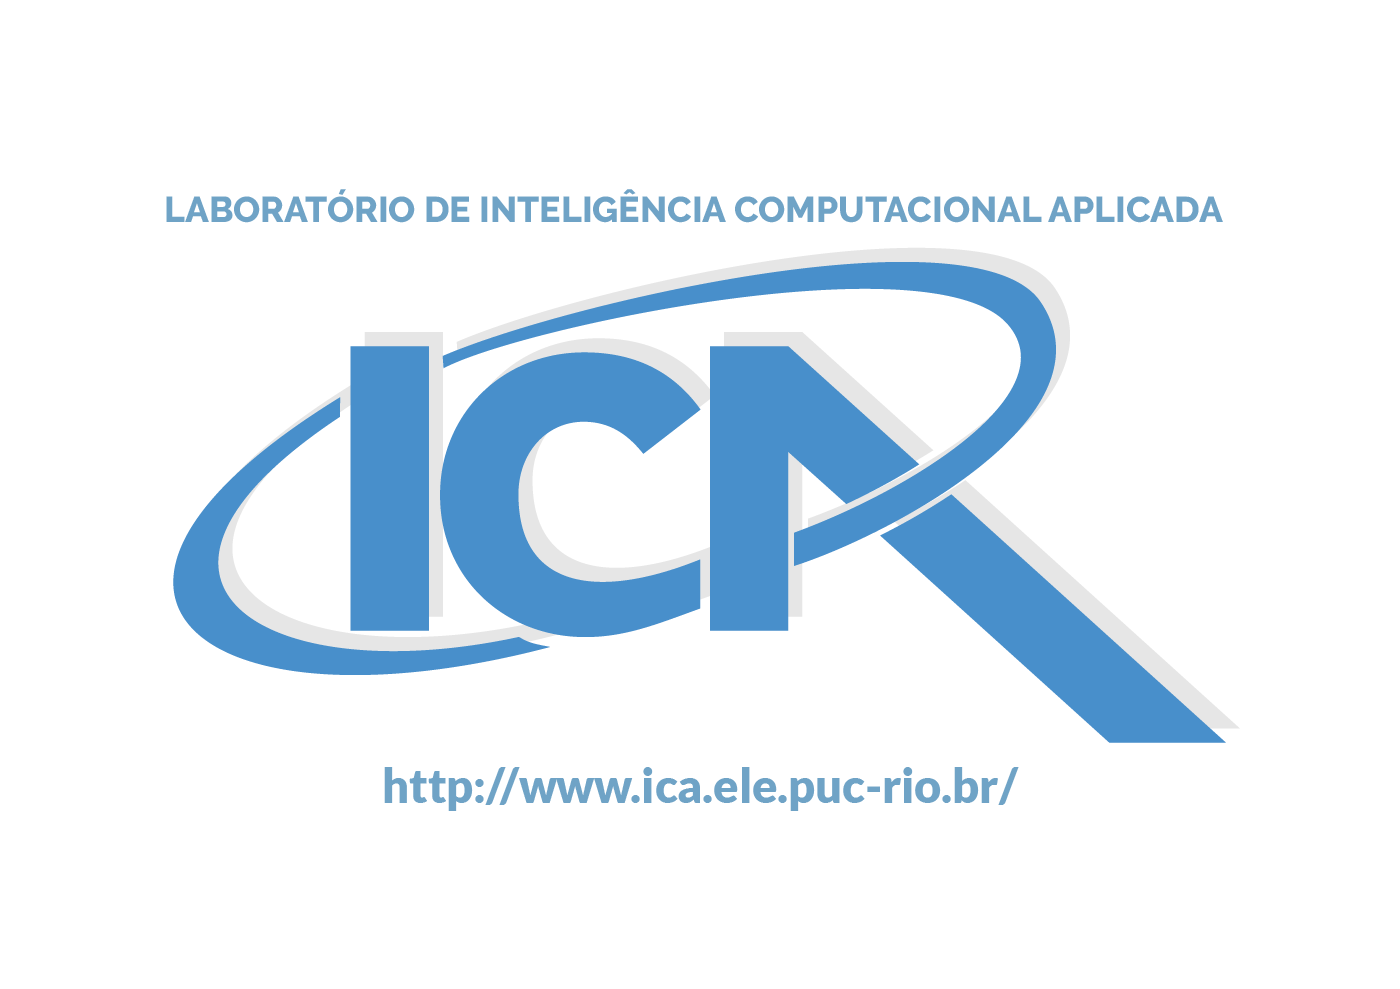 LABORATÓRIO DE INTELIGÊNCIA COMPUTACIONAL APLICADA
ICA
http://www.ica.ele.puc-rio.br/